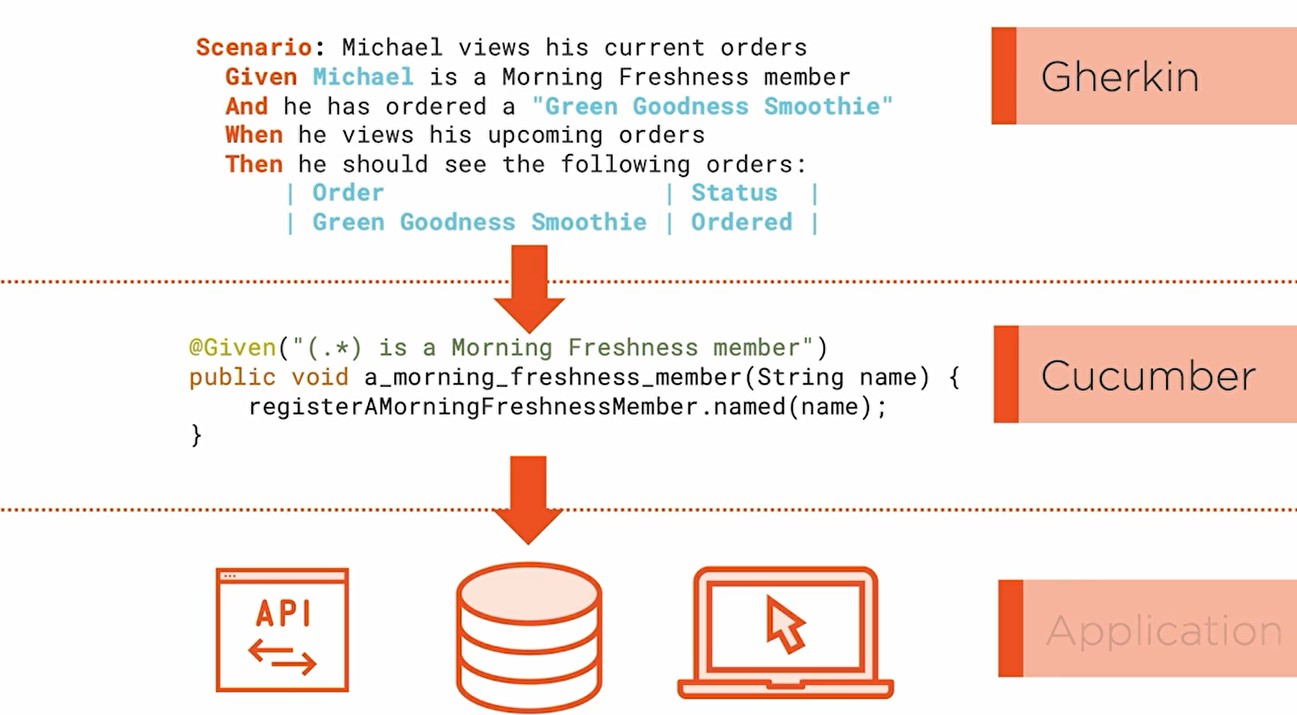 Scenario: Michael views his current orders
Given Michael is a Morning Freshness member
And he has ordered a "Green Goodness Smoothie"
When he views his upcoming orders
Then he should see the following orders:
| Order | Status |
| Green Goodness Smoothie | Ordered |
Gherkin
@Given("(.*) is a Morning Freshness member")
public void a_morning_freshness_member(String name) {
registerAMorningFreshnessMember.named(name);
}
Cucumber
API
Application